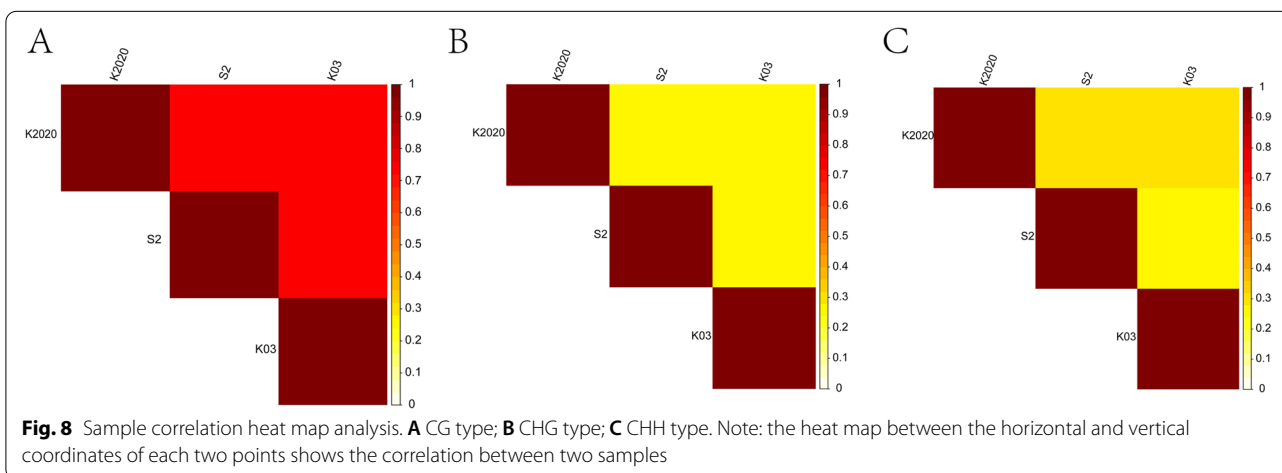 A
B
C
K2020
S2
K03
K2020
S2
K03
K2020
S2
K03
K2020
S2
K03
1
0.9
0.8
0.7
0.6
0.5
0.4
0.3
0.2
0.1
0
K2020
S2
K03
1
0.9
0.8
0.7
0.6
0.5
0.4
0.3
0.2
0.1
0
K2020
S2
K03
1
0.9
0.8
0.7
0.6
0.5
0.4
0.3
0.2
0.1
0
Fig. 8 Sample correlation heat map analysis. A CG type; B CHG type; C CHH type. Note: the heat map between the horizontal and vertical
coordinates of each two points shows the correlation between two samples